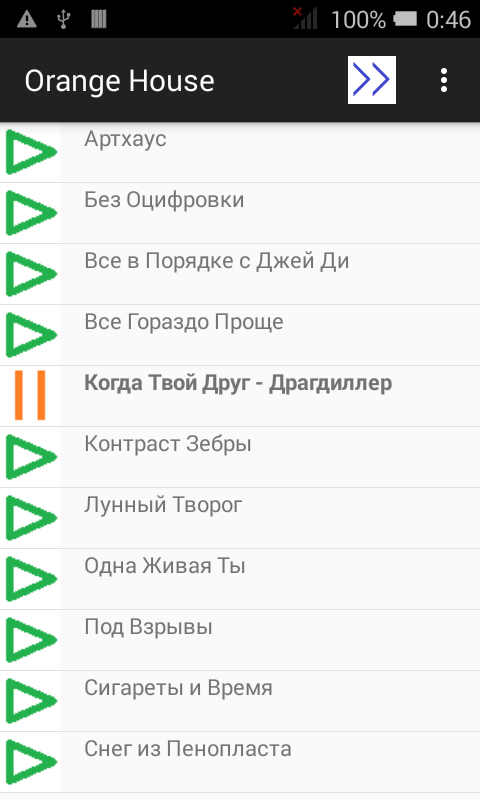 100% 0:46
Orange House
Артхаус
Без Оцифровки
Все в Порядке с Джей Ди
Все Гораздо Проще
Когда Твой Друг - Драгдиллер
Контраст Зебры
Лунный Творог
Одна Живая Ты
Под Взрывы
Сигареты и Время
Снег из Пенопласта